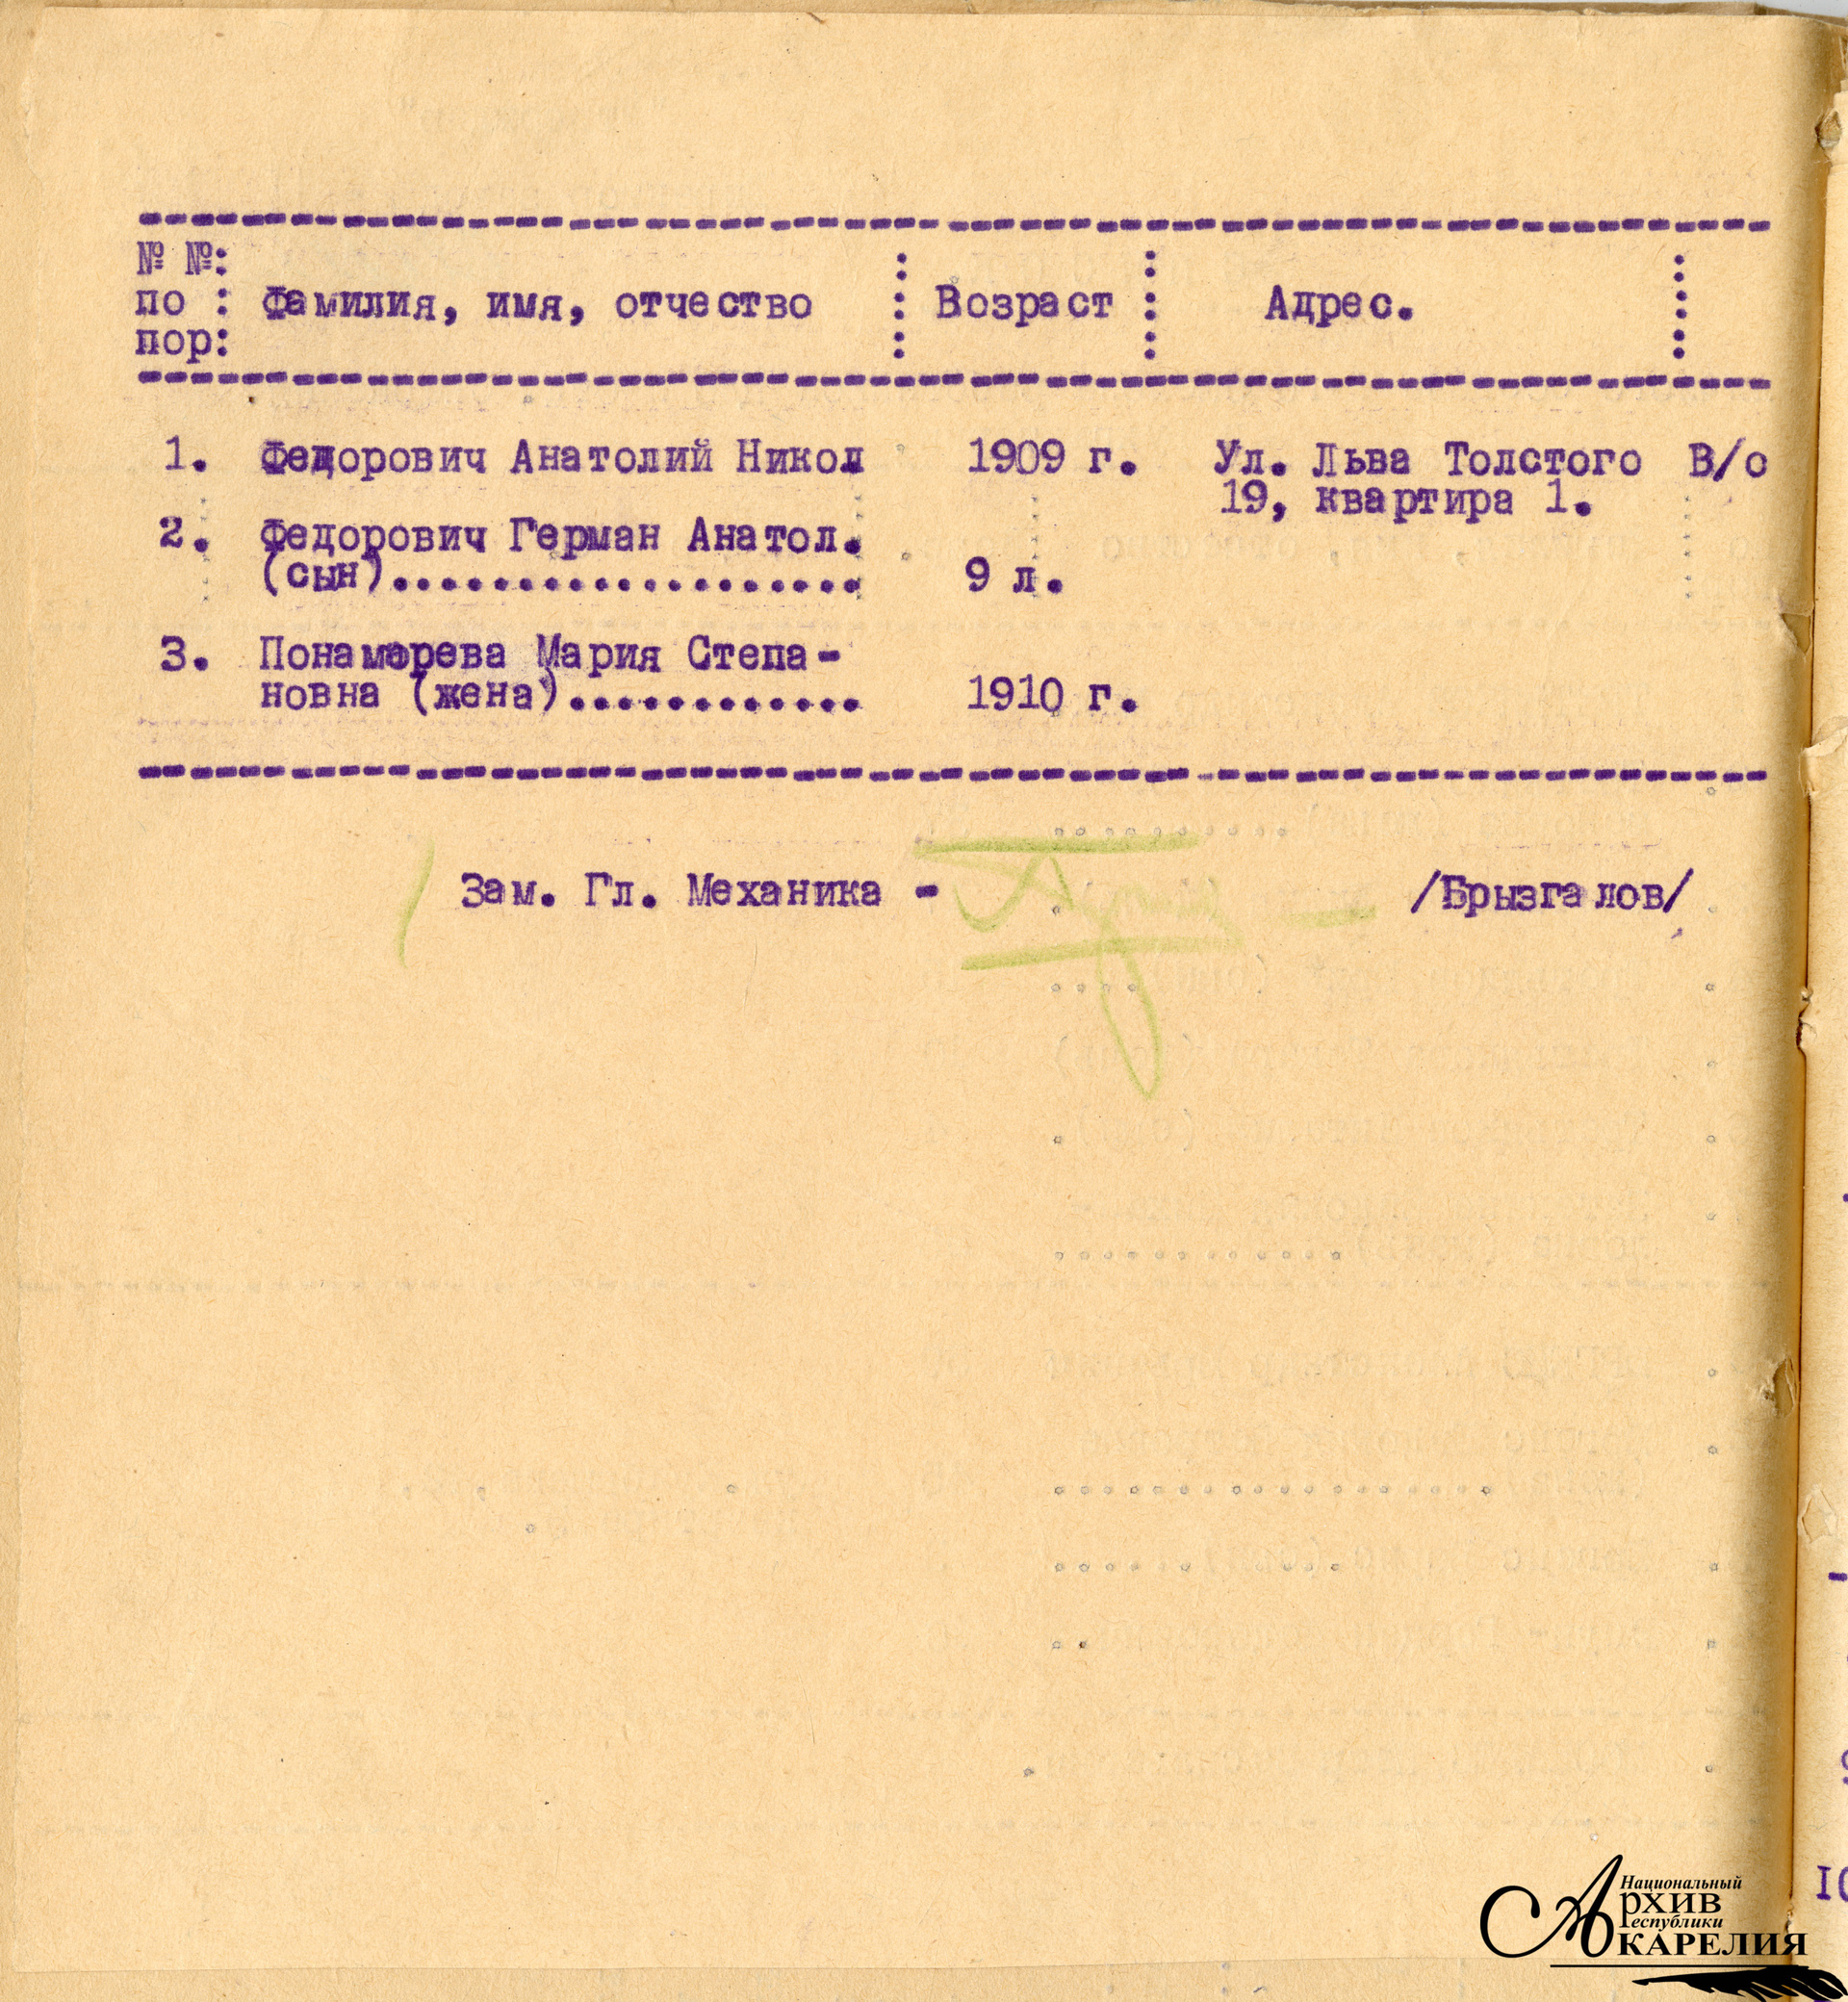 № №:
по : Фамилия, имя, отчество : Возраст : Адрес. :
пор:
1. Федорович Анатолий Никол 1909 г. Ул. Льва Толстого В/о
19, квартира 1.
2. Федорович Герман Анатол.
(сын)................... 9 л.
3. Понаморева Мария Степа-
новна (жена)............ 1910 г.
Зам. Гл. Механика - /Брызгалов/
Национальный
Архив
Республики
КАРЕЛИЯ